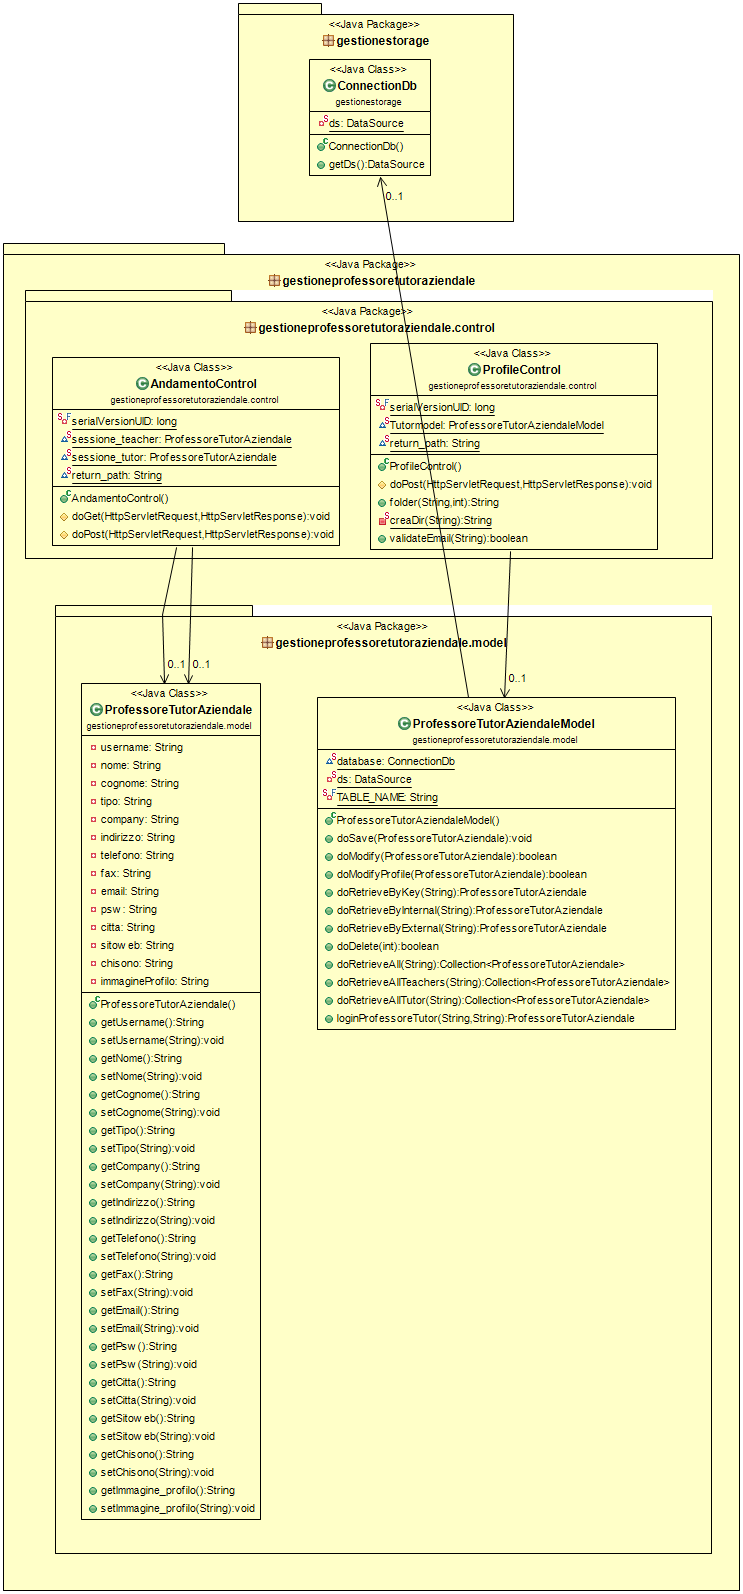 <<Java Package>>
gestionestorage
<<Java Class>>
ConnectionDb
gestionestorage
ds: DataSource
ConnectionDb()
getDs():DataSource
0..1
<<Java Package>>
gestioneprofessoretutoraziendale
<<Java Package>>
gestioneprofessoretutoraziendale.control
<<Java Class>>
AndamentoControl
gestioneprofessoretutoraziendale.control
serialVersionUID: long
sessione_teacher: ProfessoreTutorAziendale
sessione_tutor: ProfessoreTutorAziendale
return_path: String
AndamentoControl()
doGet(HttpServletRequest,HttpServletResponse):void
doPost(HttpServletRequest,HttpServletResponse):void
<<Java Class>>
ProfileControl
gestioneprofessoretutoraziendale.control
serialVersionUID: long
Tutormodel: ProfessoreTutorAziendaleModel
return_path: String
ProfileControl()
doPost(HttpServletRequest,HttpServletResponse):void
folder(String,int):String
creaDir(String):String
validateEmail(String):boolean
<<Java Package>>
gestioneprofessoretutoraziendale.model
0..1
0..1
0..1
<<Java Class>>
ProfessoreTutorAziendale
gestioneprofessoretutoraziendale.model
username: String
nome: String
cognome: String
tipo: String
company: String
indirizzo: String
telefono: String
fax: String
email: String
psw: String
citta: String
sitoweb: String
chisono: String
immagineProfilo: String
ProfessoreTutorAziendale()
getUsername():String
setUsername(String):void
getNome():String
setNome(String):void
getCognome():String
setCognome(String):void
getTipo():String
setTipo(String):void
getCompany():String
setCompany(String):void
getIndirizzo():String
setIndirizzo(String):void
getTelefono():String
setTelefono(String):void
getFax():String
setFax(String):void
getEmail():String
setEmail(String):void
getPsw():String
setPsw(String):void
getCitta():String
setCitta(String):void
getSitoweb():String
setSitoweb(String):void
getChisono():String
setChisono(String):void
getImmagine_profilo():String
setImmagine_profilo(String):void
<<Java Class>>
ProfessoreTutorAziendaleModel
gestioneprofessoretutoraziendale.model
database: ConnectionDb
ds: DataSource
TABLE_NAME: String
ProfessoreTutorAziendaleModel()
doSave(ProfessoreTutorAziendale):void
doModify(ProfessoreTutorAziendale):boolean
doModifyProfile(ProfessoreTutorAziendale):boolean
doRetrieveByKey(String):ProfessoreTutorAziendale
doRetrieveByInternal(String):ProfessoreTutorAziendale
doRetrieveByExternal(String):ProfessoreTutorAziendale
doDelete(int):boolean
doRetrieveAll(String):Collection<ProfessoreTutorAziendale>
doRetrieveAllTeachers(String):Collection<ProfessoreTutorAziendale>
doRetrieveAllTutor(String):Collection<ProfessoreTutorAziendale>
loginProfessoreTutor(String,String):ProfessoreTutorAziendale